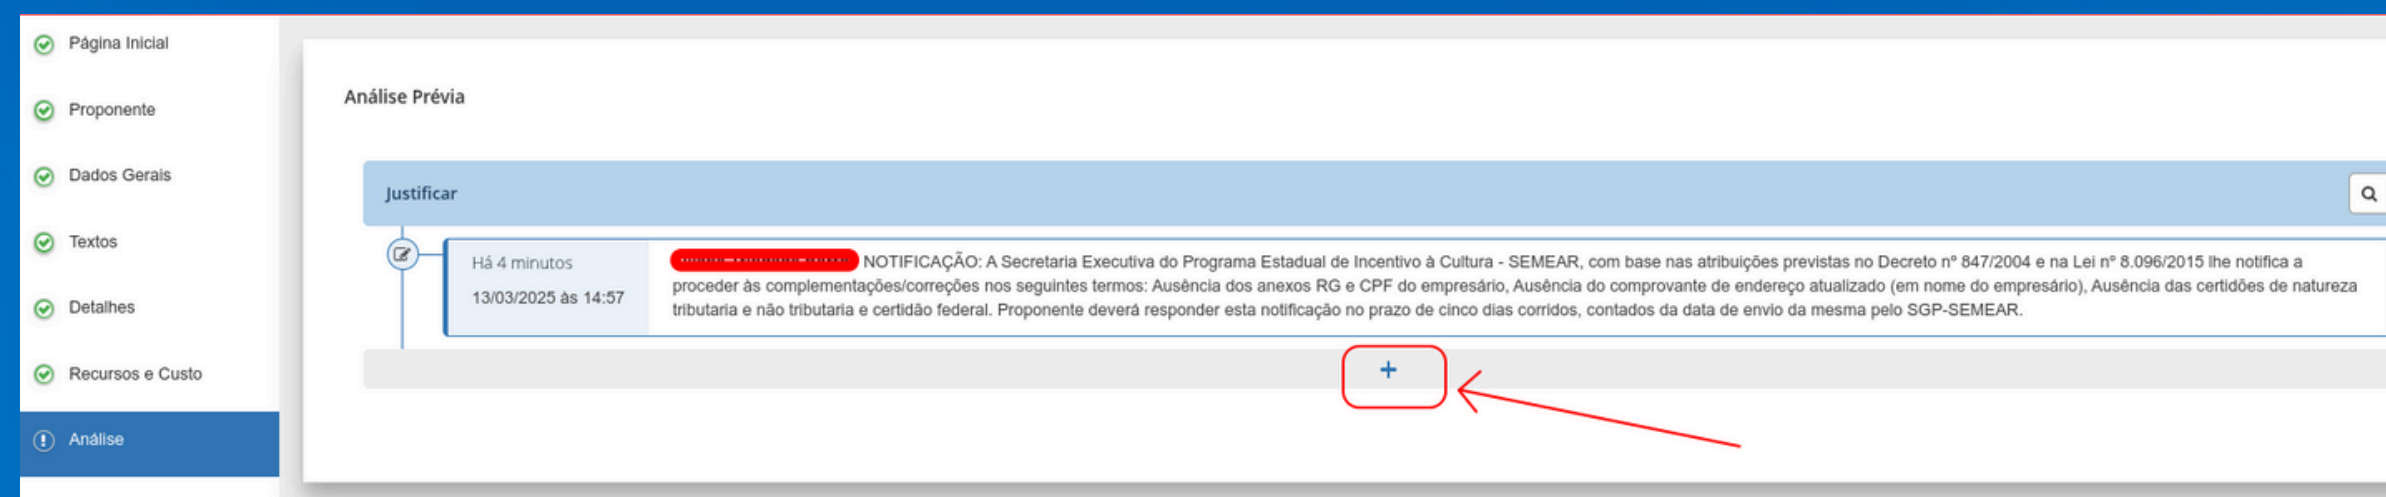 Página Inicial
Proponente
Dados Gerais
Textos
Detalhes
Recursos e Custo
Análise
Análise Prévia
Justificar
Há 4 minutos
13/03/2025 às 14:57
NOTIFICAÇÃO: A Secretaria Executiva do Programa Estadual de Incentivo à Cultura - SEMEAR, com base nas atribuições previstas no Decreto nº 847/2004 e na Lei nº 8.096/2015 lhe notifica a
proceder às complementações/correções nos seguintes termos: Ausência dos anexos RG e CPF do empresário, Ausência do comprovante de endereço atualizado (em nome do empresário), Ausência das certidões de natureza
tributaria e não tributaria e certidão federal. Proponente deverá responder esta notificação no prazo de cinco dias corridos, contados da data de envio da mesma pelo SGP-SEMEAR.
+